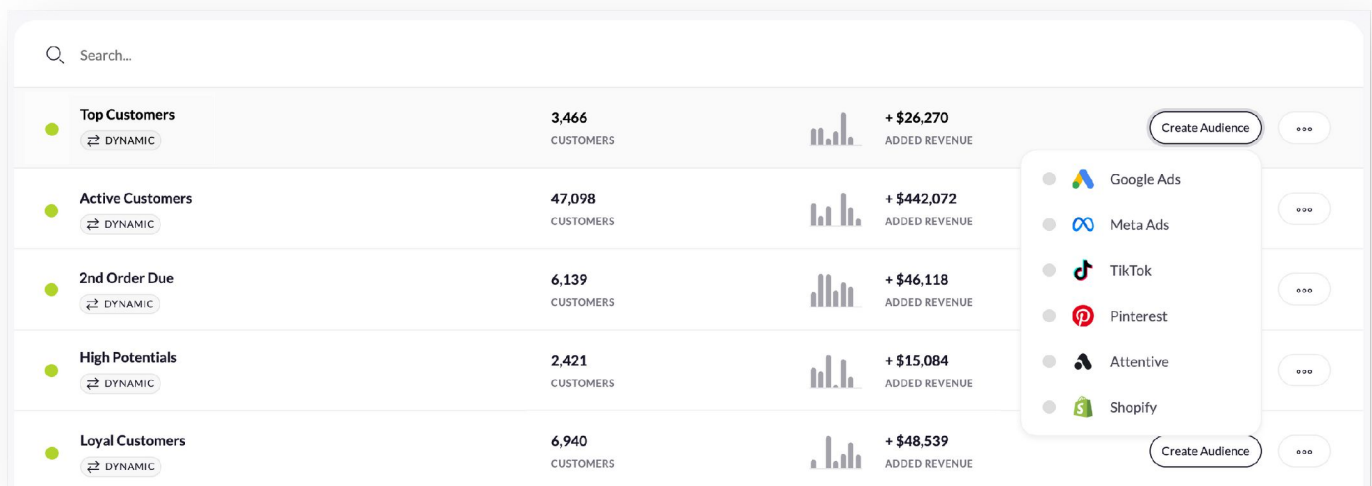 Search...
Top Customers
DYNAMIC
3,466
CUSTOMERS
+ $26,270
ADDED REVENUE
Create Audience
Google Ads
Meta Ads
TikTok
Pinterest
Attentive
Shopify
Active Customers
DYNAMIC
47,098
CUSTOMERS
+ $442,072
ADDED REVENUE
2nd Order Due
DYNAMIC
6,139
CUSTOMERS
+ $46,118
ADDED REVENUE
High Potentials
DYNAMIC
2,421
CUSTOMERS
+ $15,084
ADDED REVENUE
Loyal Customers
DYNAMIC
6,940
CUSTOMERS
+ $48,539
ADDED REVENUE
Create Audience